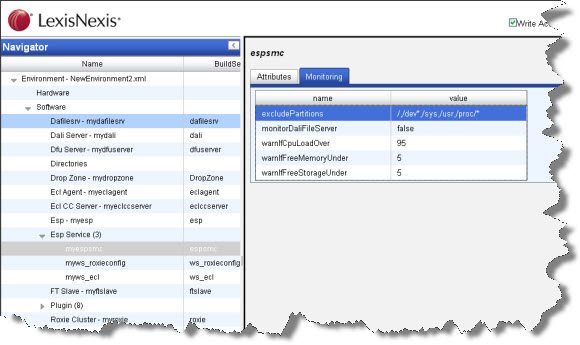 LexisNexis®
Write Ac
Navigator
Name BuildSe
Environment - NewEnvironment2.xml
Hardware
Software
Dafilesrv - mydafilesrv dafilesrv
Dali Server - mydali dali
Dfu Server - mydfuserver dfuserver
Directories
Drop Zone - mydropzone DropZone
Ecl Agent - myeclagent eclagent
Ecl CC Server - myeclccserver eclccserver
Esp - myesp esp
Esp Service (3)
myespsmc espsmc
myws_roxieconfig ws_roxieconfig
myws_ecl ws_ecl
FT Slave - myftslave ftslave
Plugin (8)
Roxie Cluster - myroxie roxie
espsmc
Attributes Monitoring
name value
excludePartitions /,/dev*,/sys,/usr,/proc/*
monitorDaliFileServer false
warnIfCpuLoadOver 95
warnIfFreeMemoryUnder 5
warnIfFreeStorageUnder 5